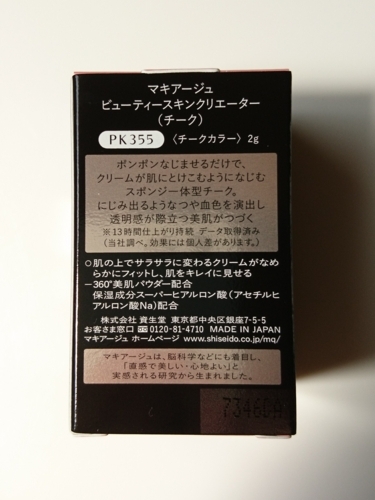 マキアージュ
ビューティースキンクリエーター
（チーク）
PK355 〈チークカラー〉2g
ポンポンなじませるだけで、
クリームが肌にとけこむようになじむ
スポンジ一体型チーク。
にじみ出るようなつや血色を演出し
透明感が際立つ美肌がつづく
※13時間仕上がり持続 データ取得済み
（当社調べ。効果には個人差があります。）
○肌の上でサラサラに変わるクリームがなめ
らかにフィットし、肌をキレイに見せる
–360°美肌パウダー配合
保湿成分スーパーヒアルロン酸（アセチルヒ
アルロン酸Na）配合
株式会社 資生堂 東京都中央区銀座7-5-5
お客さま窓口 0120-81-4710 MADE IN JAPAN
マキアージュ ホームページ www.shiseido.co.jp/mq/
マキアージュは、脳科学などにも着目し、
「直感で美しい・心地よい」と
実感される研究から生まれました。